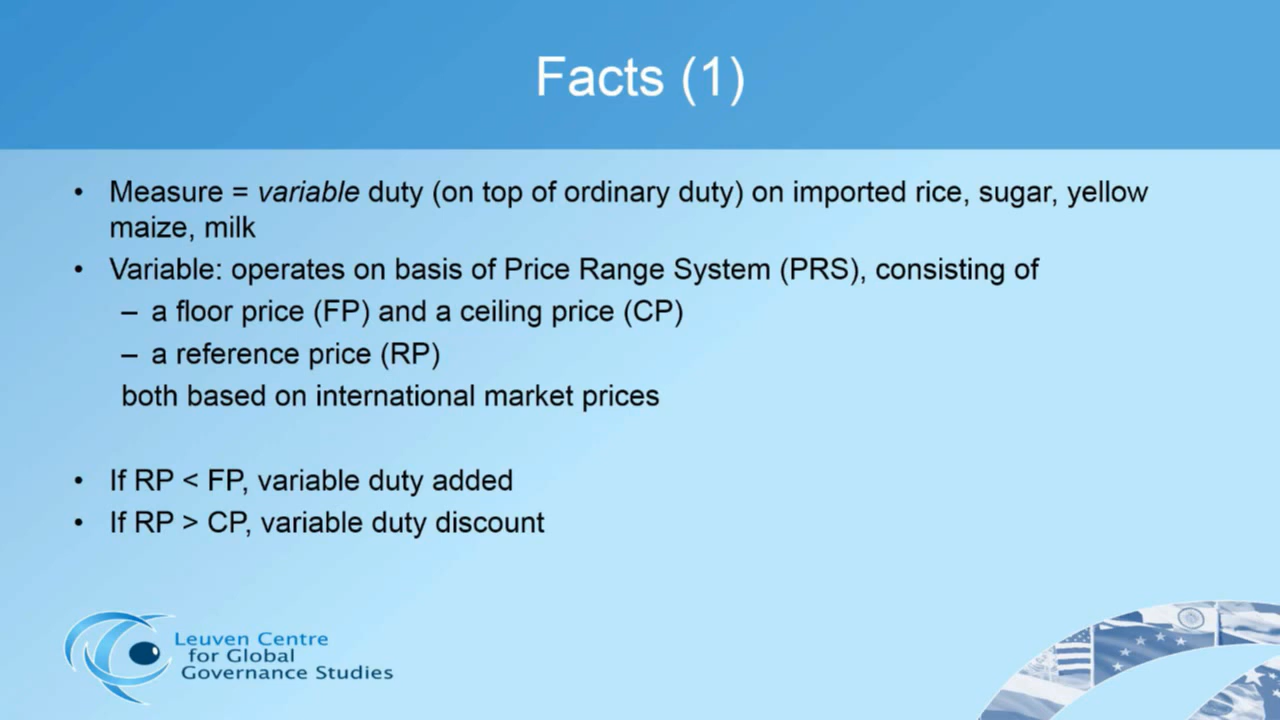 Facts (1)
• Measure = variable duty (on top of ordinary duty) on imported rice, sugar, yellow
maize, milk
• Variable: operates on basis of Price Range System (PRS), consisting of
– a floor price (FP) and a ceiling price (CP)
– a reference price (RP)
both based on international market prices
• If RP < FP, variable duty added
• If RP > CP, variable duty discount
Leuven Centre
for Global
Governance Studies